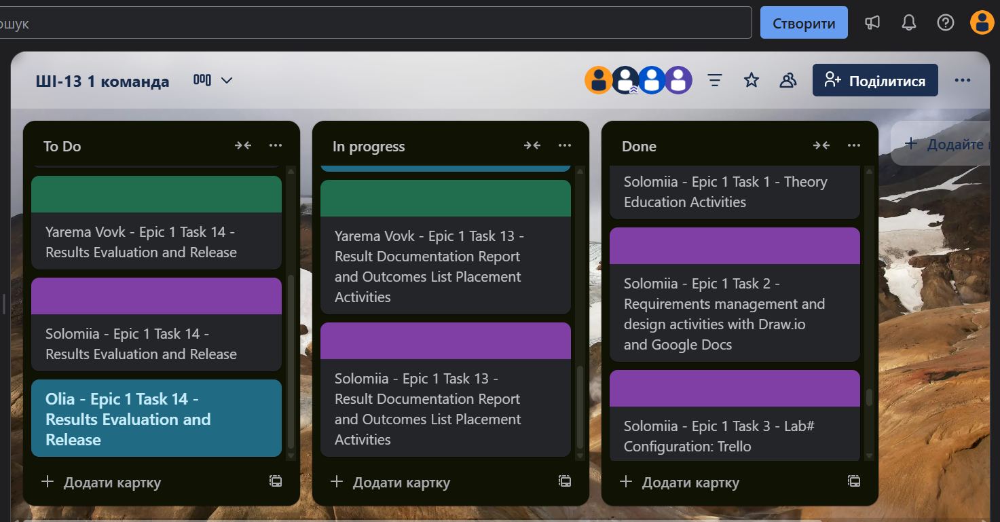 Створити
ШІ-13 1 команда
Поділитися
To Do
Yarema Vovk - Epic 1 Task 14 -
Results Evaluation and Release
Solomiia - Epic 1 Task 14 -
Results Evaluation and Release
Olia - Epic 1 Task 14 -
Results Evaluation and
Release
Додати картку
In progress
Yarema Vovk - Epic 1 Task 13 -
Result Documentation Report
and Outcomes List Placement
Activities
Solomiia - Epic 1 Task 13 -
Result Documentation Report
and Outcomes List Placement
Activities
Додати картку
Done
Solomiia - Epic 1 Task 1 - Theory
Education Activities
Solomiia - Epic 1 Task 2 -
Requirements management and
design activities with Draw.io
and Google Docs
Solomiia - Epic 1 Task 3 - Lab#
Configuration: Trello
Додати картку
Додайте